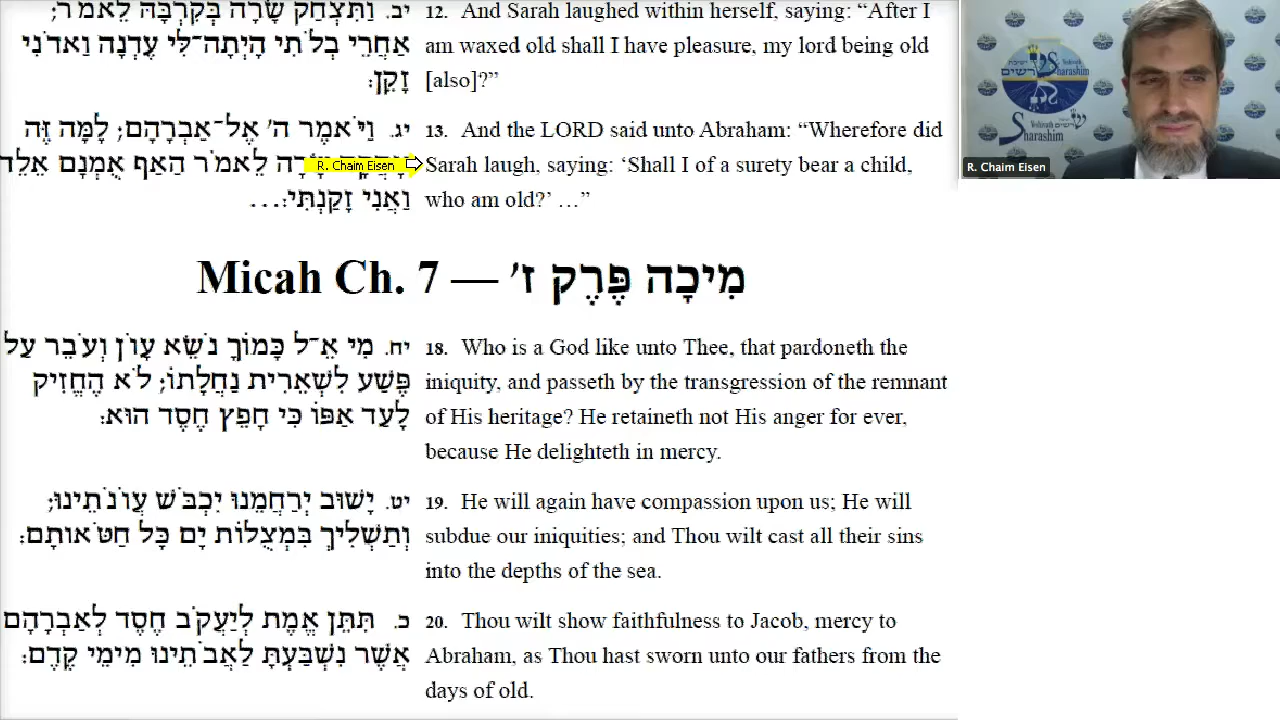 יב. וַתִּצְחַק שָׂרָה בְּקִרְבָּהּ לֵאמֹר;
אַחֲרֵי בְלֹתִי הָיְתָה־לִּי עֶדְנָה וַאדֹנִי
זָקֵן:
12. And Sarah laughed within herself, saying: “After I
am waxed old shall I have pleasure, my lord being old
[also]?”
יג. וַיֹּאמֶר ה' אֶל־אַבְרָהָם; לָמָּה זֶּה
לֵאמֹר הַאַף אֻמְנָם אֵלֵד
וַאֲנִי זָקַנְתִּי:...
13. And the LORD said unto Abraham: “Wherefore did
Sarah laugh, saying: ‘Shall I of a surety bear a child,
who am old?’ …”
R. Chaim Eisen
Micah Ch. 7 — מִיכָה פֶּרֶק ז'
יח. מִי אֵ־ל כָּמוֹךָ נֹשֵׂא עָוֹן וְעֹבֵר עַל
פֶּשַׁע לִשְׁאֵרִית נַחֲלָתוֹ; לֹא הֶחֱזִיק
לָעַד אַפּוֹ כִּי חָפֵץ חֶסֶד הוּא:
18. Who is a God like unto Thee, that pardoneth the
iniquity, and passeth by the transgression of the remnant
of His heritage? He retaineth not His anger for ever,
because He delighteth in mercy.
יט. יָשׁוּב יְרַחֲמֵנוּ יִכְבֹּשׁ עֲוֹנֹתֵינוּ;
וְתַשְׁלִיךְ בִּמְצֻלוֹת יָם כָּל חַטֹּאותָם:
19. He will again have compassion upon us; He will
subdue our iniquities; and Thou wilt cast all their sins
into the depths of the sea.
כ. תִּתֵּן אֱמֶת לְיַעֲקֹב חֶסֶד לְאַבְרָהָם
אֲשֶׁר נִשְׁבַּעְתָּ לַאֲבֹתֵינוּ מִימֵי קֶדֶם:
20. Thou wilt show faithfulness to Jacob, mercy to
Abraham, as Thou hast sworn unto our fathers from the
days of old.
Sharashim
Yeshivath שרשים
Sharashim
R. Chaim Eisen